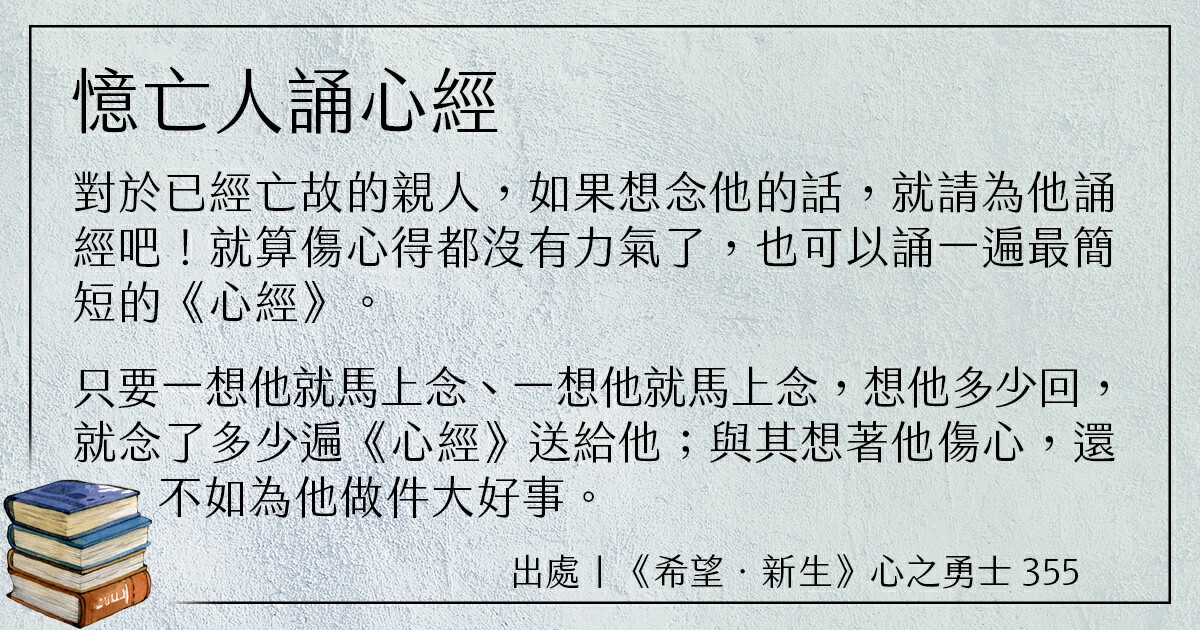 憶亡人誦心經
對於已經亡故的親人，如果想念他的話，就請為他誦
經吧！就算傷心得都沒有力氣了，也可以誦一遍最簡
短的《心經》。
只要一想他就馬上念、一想他就馬上念，想他多少回，
就念了多少遍《心經》送給他；與其想著他傷心，還
不如為他做件大好事。
出處｜《希望．新生》心之勇士 355